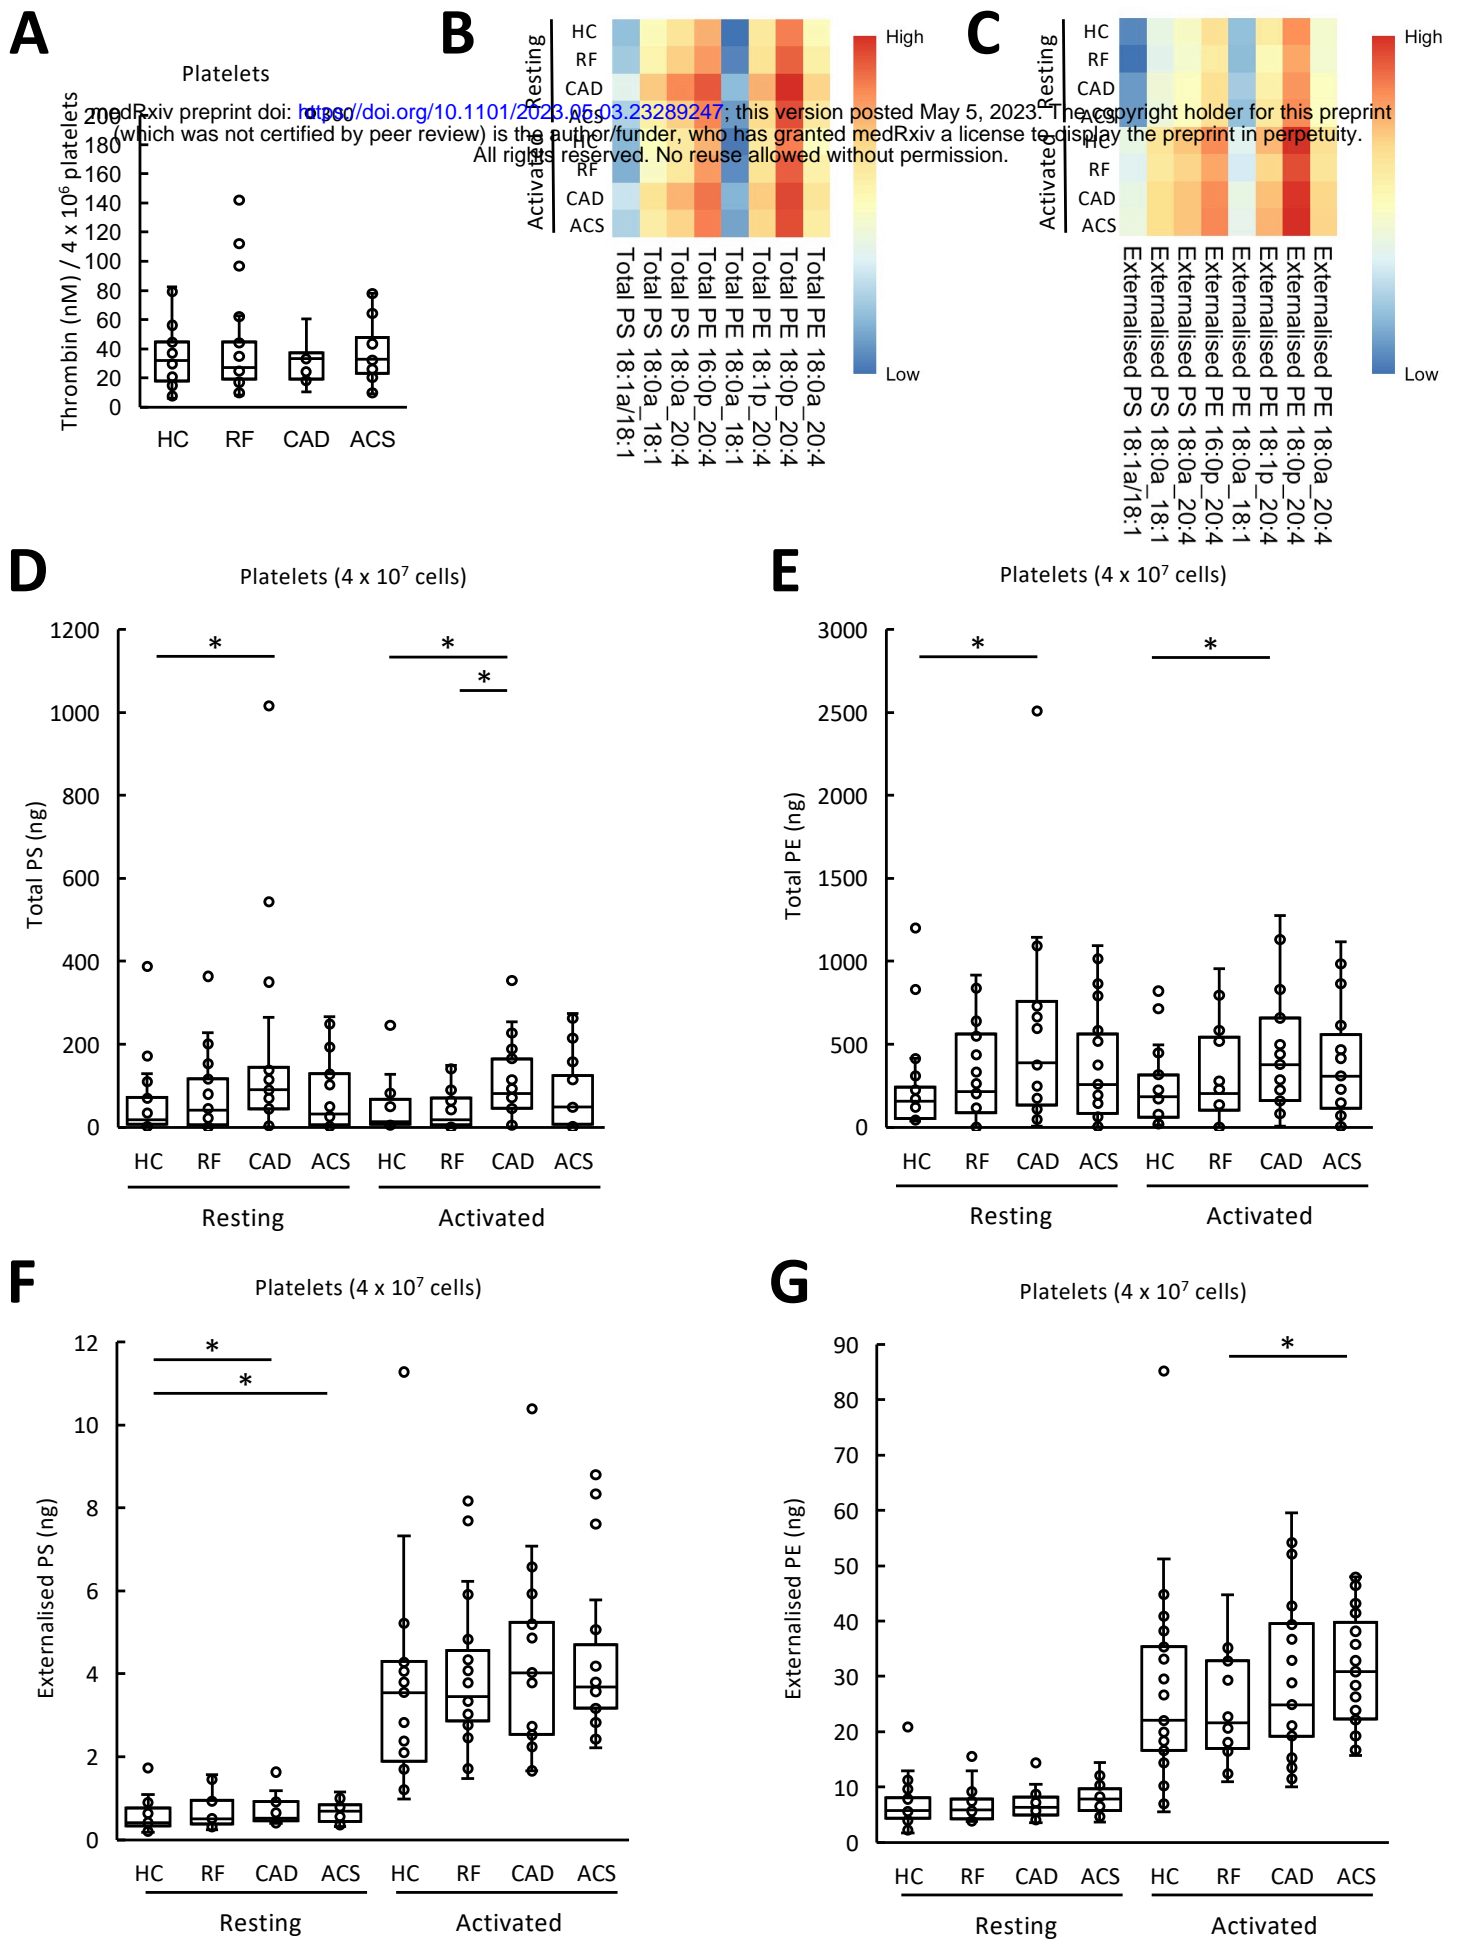 A
Platelets
Thrombin (nM) / 4 x 10⁶ platelets
200
180
160
140
120
100
80
60
40
20
0
360
HC RF CAD ACS
B
Resting
Activated
HC
RF
CAD
ACS
HC
RF
CAD
ACS
Total PS 18:1a/18:1
Total PS 18:0a_18:1
Total PS 18:0a_20:4
Total PE 16:0p_20:4
Total PE 18:0a_18:1
Total PE 18:1p_20:4
Total PE 18:0p_20:4
Total PE 18:0a_20:4
High
Low
C
Resting
Activated
HC
RF
CAD
ACS
HC
RF
CAD
ACS
Externalised PS 18:1a/18:1
Externalised PS 18:0a_18:1
Externalised PS 18:0a_20:4
Externalised PE 16:0p_20:4
Externalised PE 18:0a_18:1
Externalised PE 18:1p_20:4
Externalised PE 18:0p_20:4
Externalised PE 18:0a_20:4
High
Low
medRxiv preprint doi: https://doi.org/10.1101/2023.05.03.23289247; this version posted May 5, 2023. The copyright holder for this preprint
(which was not certified by peer review) is the author/funder, who has granted medRxiv a license to display the preprint in perpetuity.
All rights reserved. No reuse allowed without permission.
D
Platelets (4 x 10⁷ cells)
Total PS (ng)
1200
1000
800
600
400
200
0
* * *
HC RF CAD ACS HC RF CAD ACS
Resting Activated
E
Platelets (4 x 10⁷ cells)
Total PE (ng)
3000
2500
2000
1500
1000
500
0
* *
HC RF CAD ACS HC RF CAD ACS
Resting Activated
F
Platelets (4 x 10⁷ cells)
Externalised PS (ng)
12
10
8
6
4
2
0
*
*
HC RF CAD ACS HC RF CAD ACS
Resting Activated
G
Platelets (4 x 10⁷ cells)
Externalised PE (ng)
90
80
70
60
50
40
30
20
10
0
*
HC RF CAD ACS HC RF CAD ACS
Resting Activated